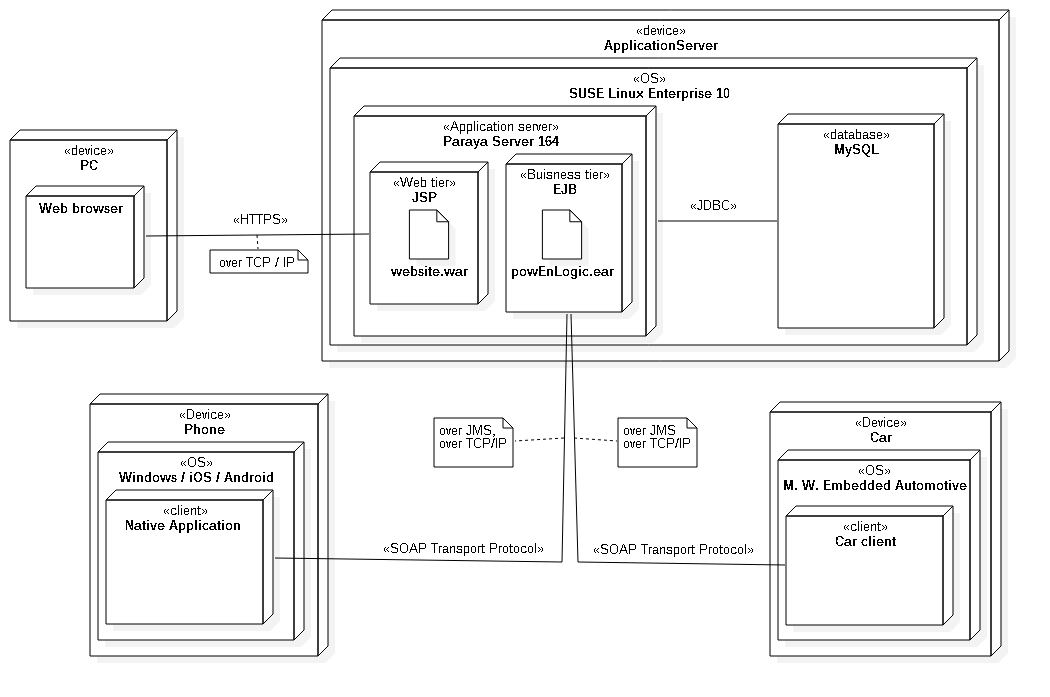 «device»
ApplicationServer
«OS»
SUSE Linux Enterprise 10
«Application server»
Paraya Server 164
«Web tier»
JSP
website.war
«Buisness tier»
EJB
powEnLogic.ear
«JDBC»
«database»
MySQL
«device»
PC
Web browser
«HTTPS»
over TCP / IP
«Device»
Phone
«OS»
Windows / iOS / Android
«client»
Native Application
over JMS,
over TCP/IP
over JMS
over TCP/IP
«SOAP Transport Protocol»
«SOAP Transport Protocol»
«Device»
Car
«OS»
M. W. Embedded Automotive
«client»
Car client